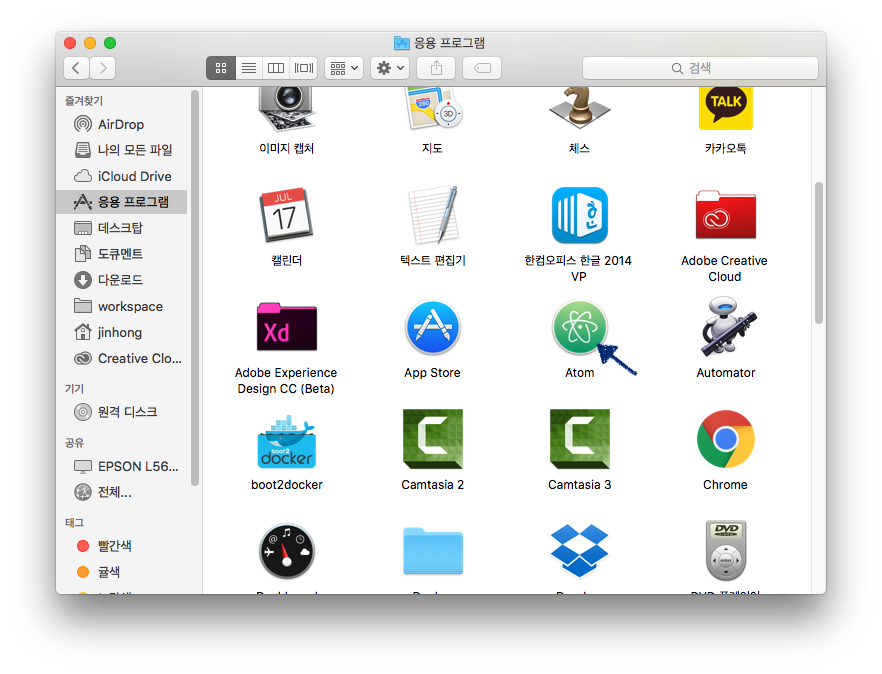 응용 프로그램
검색
즐겨찾기
AirDrop
나의 모든 파일
iCloud Drive
응용 프로그램
데스크탑
도큐멘트
다운로드
workspace
jinhong
Creative Clo...
기기
원격 디스크
공유
EPSON L56...
전체...
태그
빨간색
귤색
280
3D
TALK
이미지 캡처
지도
체스
카카오톡
JUL
17
한
캘린더
텍스트 편집기
한컴오피스 한글 2014
VP
Adobe Creative
Cloud
Xd
Adobe Experience
Design CC (Beta)
App Store
Atom
Automator
boot2
docker
C
C
boot2docker
Camtasia 2
Camtasia 3
Chrome
DVD
DVD 플레이어